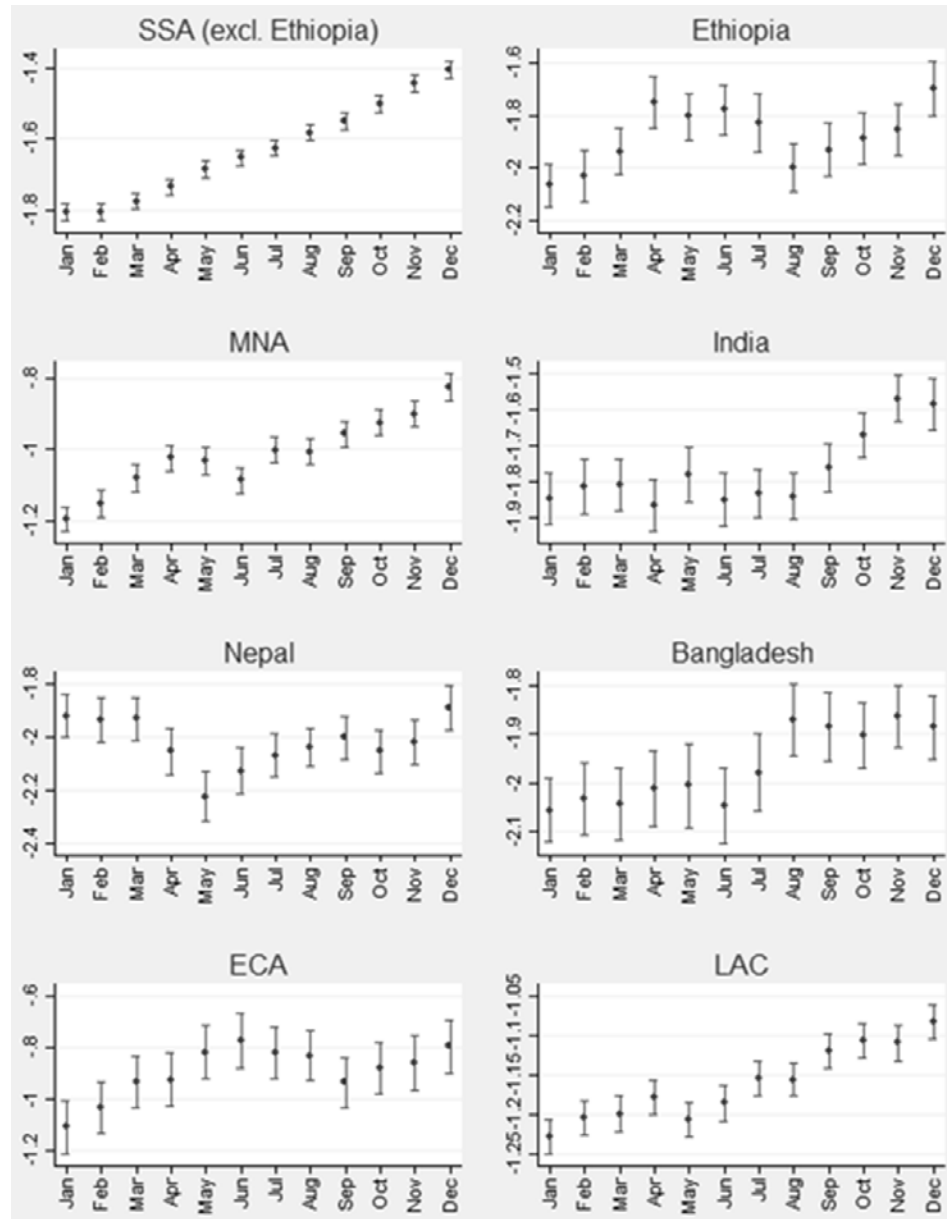 SSA (excl. Ethiopia)
-1.4
-1.6
-1.8
Jan Feb Mar Apr May Jun Jul Aug Sep Oct Nov Dec
Ethiopia
-1.6
-1.8
-2
-2.2
Jan Feb Mar Apr May Jun Jul Aug Sep Oct Nov Dec
MNA
-.8
-1
-1.2
Jan Feb Mar Apr May Jun Jul Aug Sep Oct Nov Dec
India
-1.9-1.8-1.7-1.6-1.5
Jan Feb Mar Apr May Jun Jul Aug Sep Oct Nov Dec
Nepal
-1.8
-2
-2.2
-2.4
Jan Feb Mar Apr May Jun Jul Aug Sep Oct Nov Dec
Bangladesh
-1.8
-1.9
-2
-2.1
Jan Feb Mar Apr May Jun Jul Aug Sep Oct Nov Dec
ECA
-.6
-.8
-1
-1.2
Jan Feb Mar Apr May Jun Jul Aug Sep Oct Nov Dec
LAC
-1.25-1.2-1.15-1.1-1.05
Jan Feb Mar Apr May Jun Jul Aug Sep Oct Nov Dec